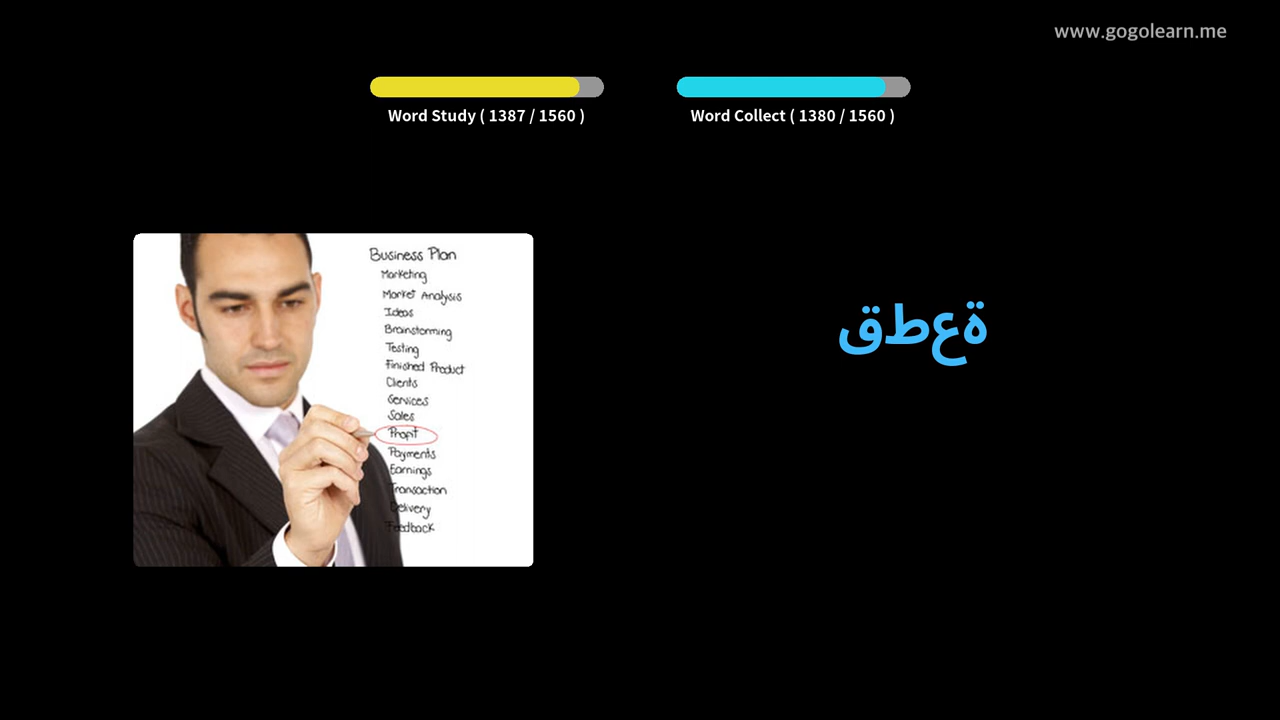 www.gogolearn.me
Word Study ( 1387 / 1560 )
Word Collect ( 1380 / 1560 )
Business Plan
Marketing
Market Analysis
Ideas
Brainstorming
Testing
Finished Product
Clients
Services
Sales
Profit
Payments
Earnings
Transaction
Delivery
Feedback
ةعطق